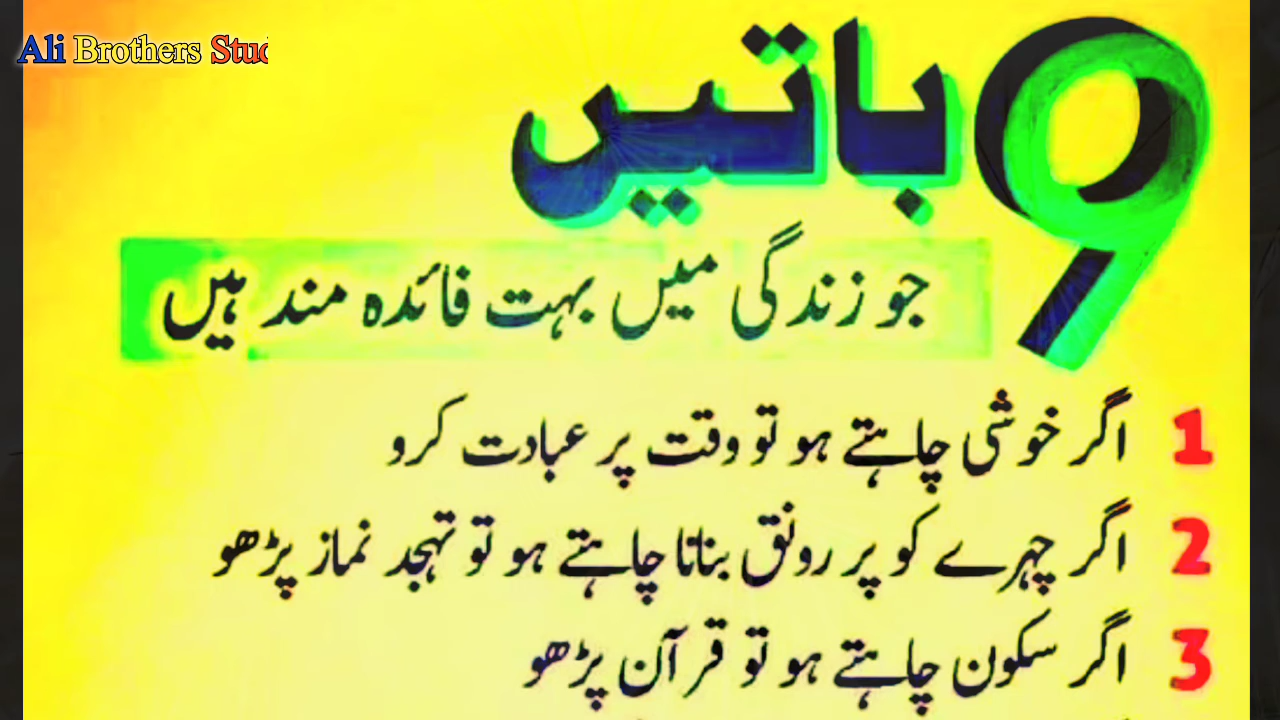 Ali Brothers Stud
9 باتیں
جو زندگی میں بہت فائدہ مند ہیں
1 اگر خوشی چاہتے ہو تو وقت پر عبادت کرو
2 اگر چہرے کو پر رونق بنانا چاہتے ہو تو تہجد نماز پڑھو
3 اگر سکون چاہتے ہو تو قرآن پڑھو